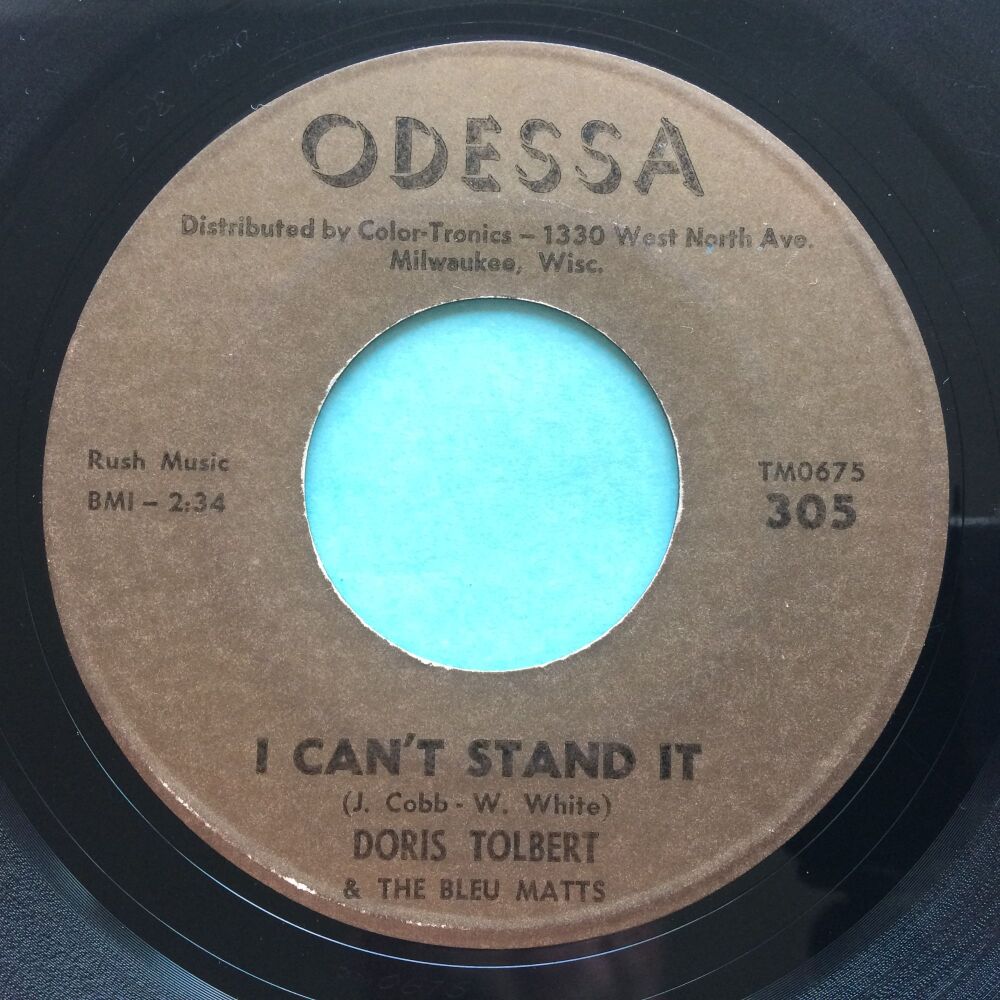 ODESSA
Distributed by Color-Tronics – 1330 West North Ave.
Milwaukee, Wisc.
Rush Music
BMI – 2:34
TM0675
305
I CAN'T STAND IT
(J. Cobb - W. White)
DORIS TOLBERT
& THE BLEU MATTS